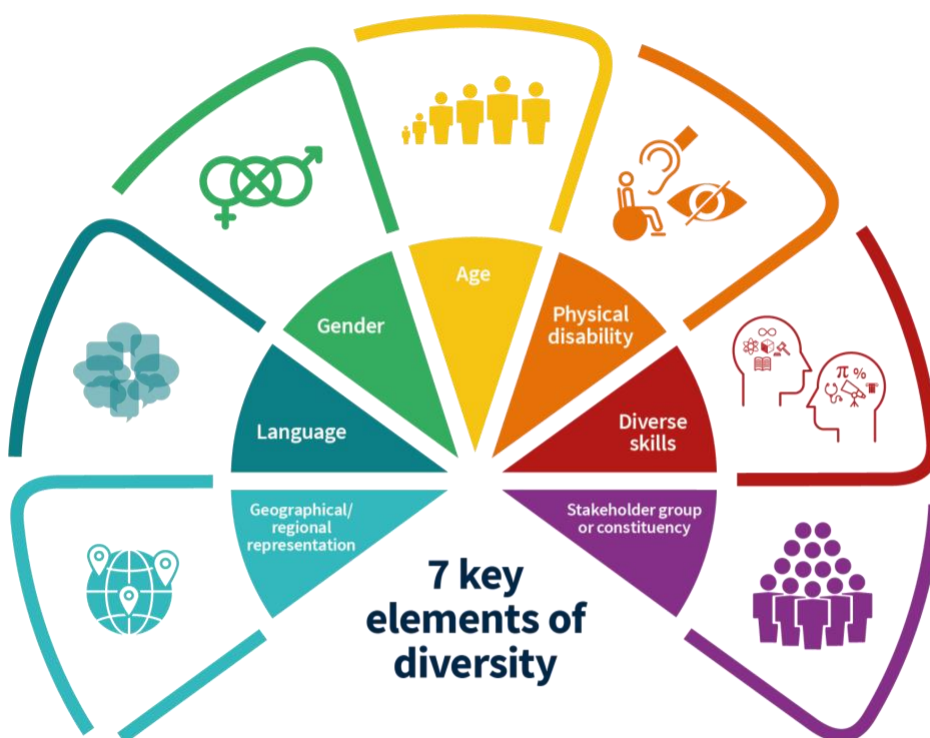 Age
Gender
Physical
disability
Language
Diverse
skills
Geographical/
regional
representation
Stakeholder group
or constituency
π %
7 key
elements of
diversity